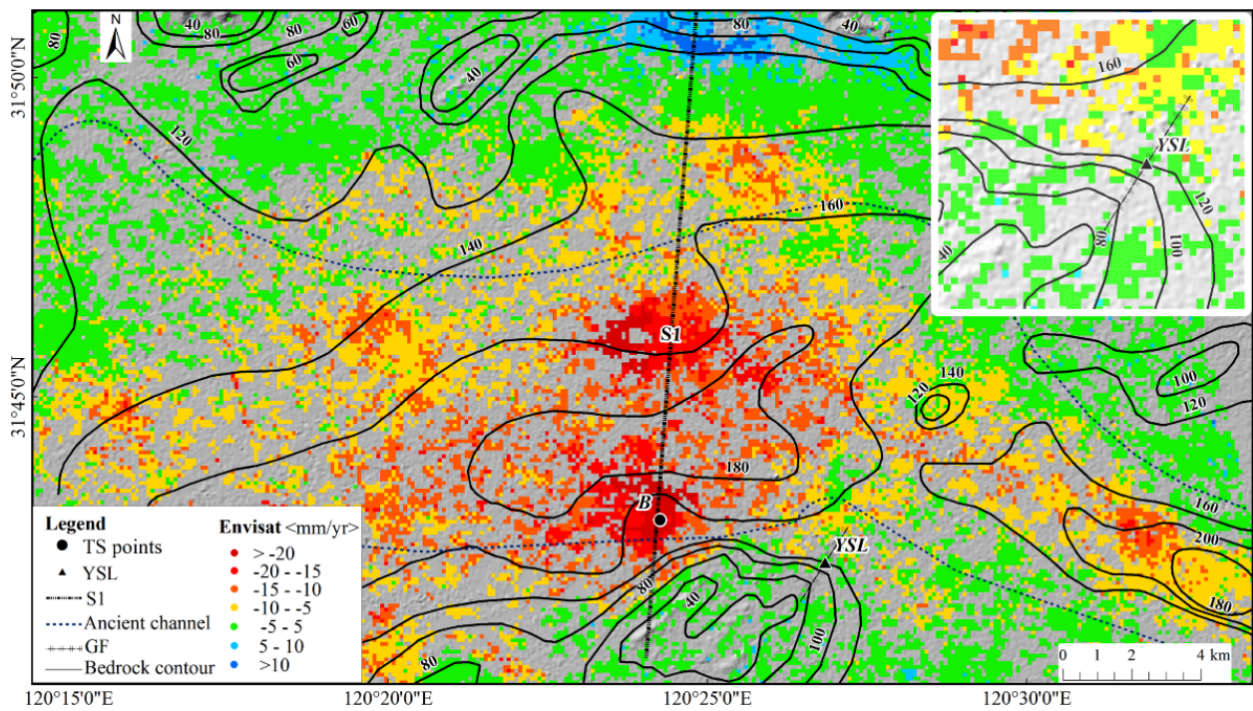 N
31°50'0"N
31°45'0"N
40
80
80
60
60
40
80
40
120
140
160
S1
180
B
YSL
80
40
100
80
120
140
100
120
160
200
180
160
YSL
120
100
80
40
Legend
TS points
YSL
S1
Ancient channel
GF
Bedrock contour
Envisat <mm/yr>
> -20
-20 - -15
-15 - -10
-10 - -5
-5 - 5
5 - 10
>10
0 1 2 4 km
120°15'0"E
120°20'0"E
120°25'0"E
120°30'0"E
80